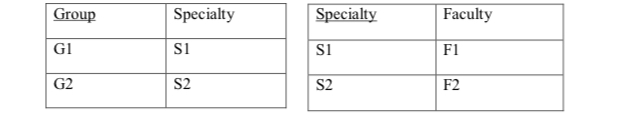 Group Specialty
G1 S1
G2 S2
Specialty Faculty
S1 F1
S2 F2